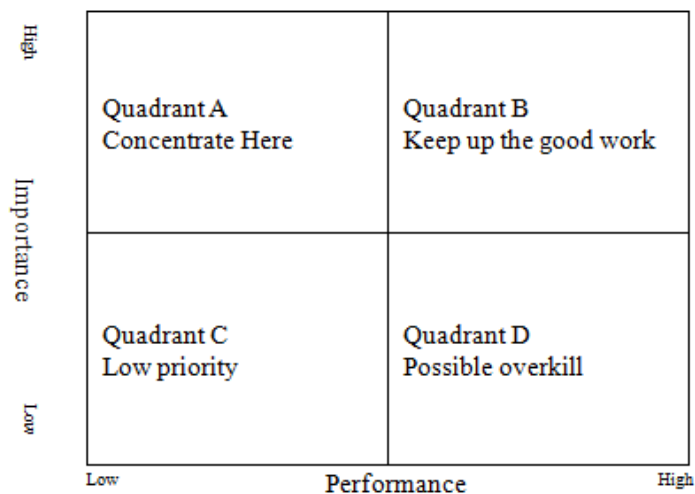 High
Quadrant A
Concentrate Here
Quadrant B
Keep up the good work
Importance
Quadrant C
Low priority
Quadrant D
Possible overkill
Low
Low
Performance
High